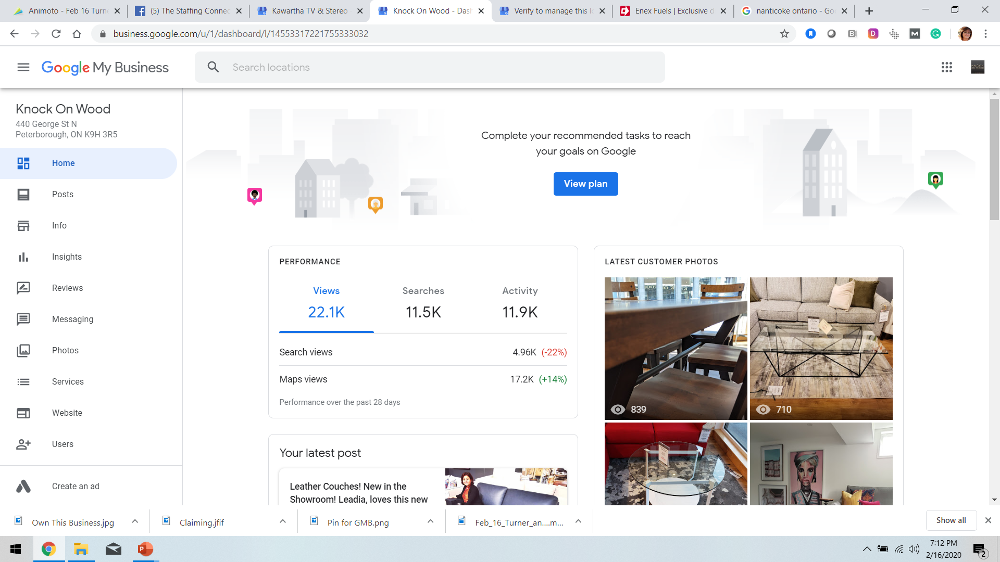 Animoto - Feb 16 Turn
(5) The Staffing Connec
Kawartha TV & Stereo -
Knock On Wood - Das
Verify to manage this l
Enex Fuels | Exclusive d
nanticoke ontario - Go
business.google.com/u/1/dashboard/l/14553317221755333032
Google My Business
Search locations
Knock On Wood
440 George St N
Peterborough, ON K9H 3R5
Home
Posts
Info
Insights
Reviews
Messaging
Photos
Services
Website
Users
Create an ad
Complete your recommended tasks to reach
your goals on Google
View plan
PERFORMANCE
Views
Searches
Activity
22.1K
11.5K
11.9K
Search views
4.96K (-22%)
Maps views
17.2K (+14%)
Performance over the past 28 days
Your latest post
Leather Couches! New in the
Showroom! Leadia, loves this new
LATEST CUSTOMER PHOTOS
839
710
Own This Business.jpg
Claiming.jfif
Pin for GMB.png
Feb_16_Turner_an....m...
Show all
7:12 PM
2/16/2020
2